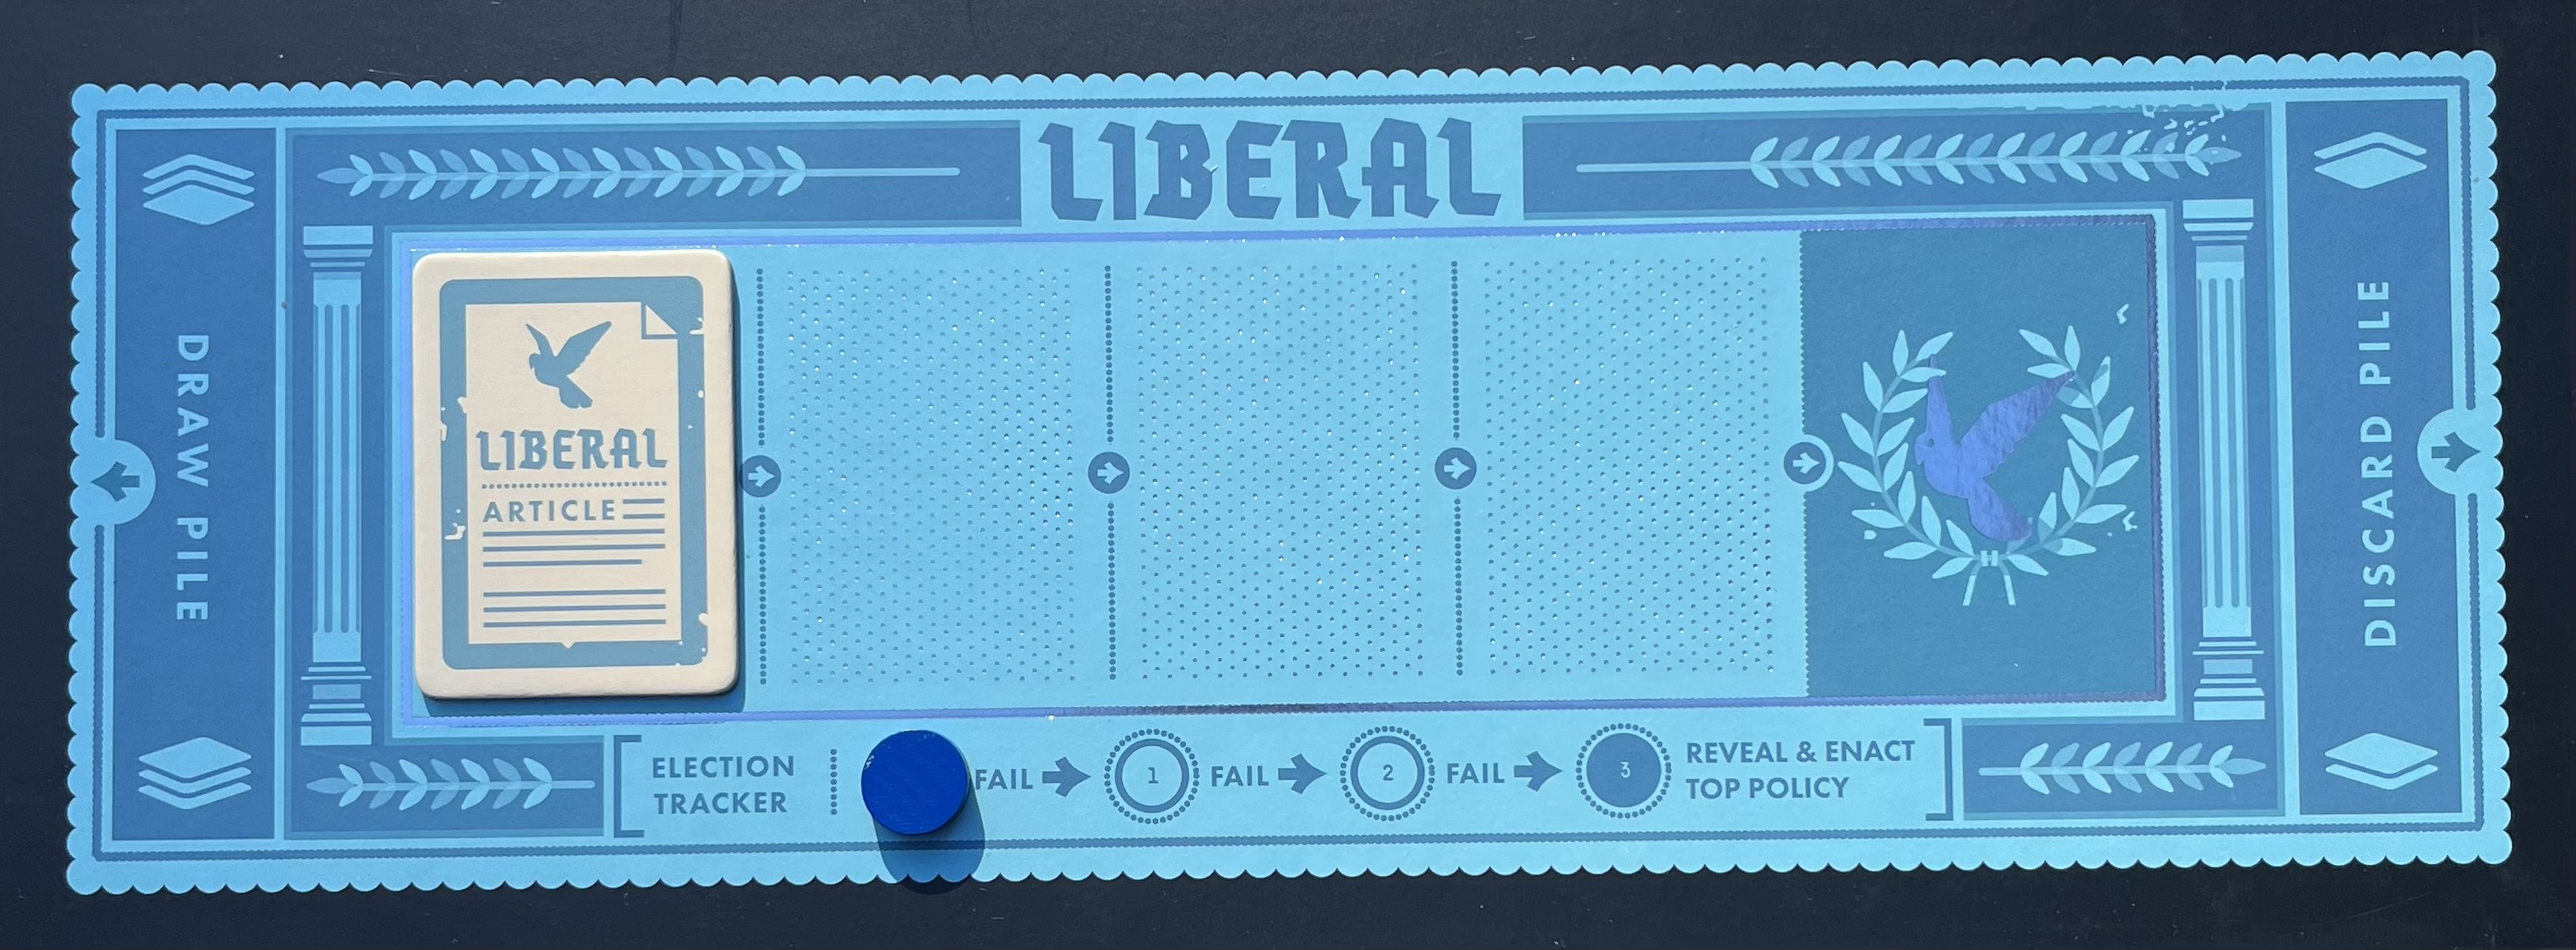 LIBERAL
DRAW PILE
LIBERAL
ARTICLE
DISCARD PILE
ELECTION
TRACKER
FAIL 1 FAIL 2 FAIL 3
REVEAL & ENACT
TOP POLICY